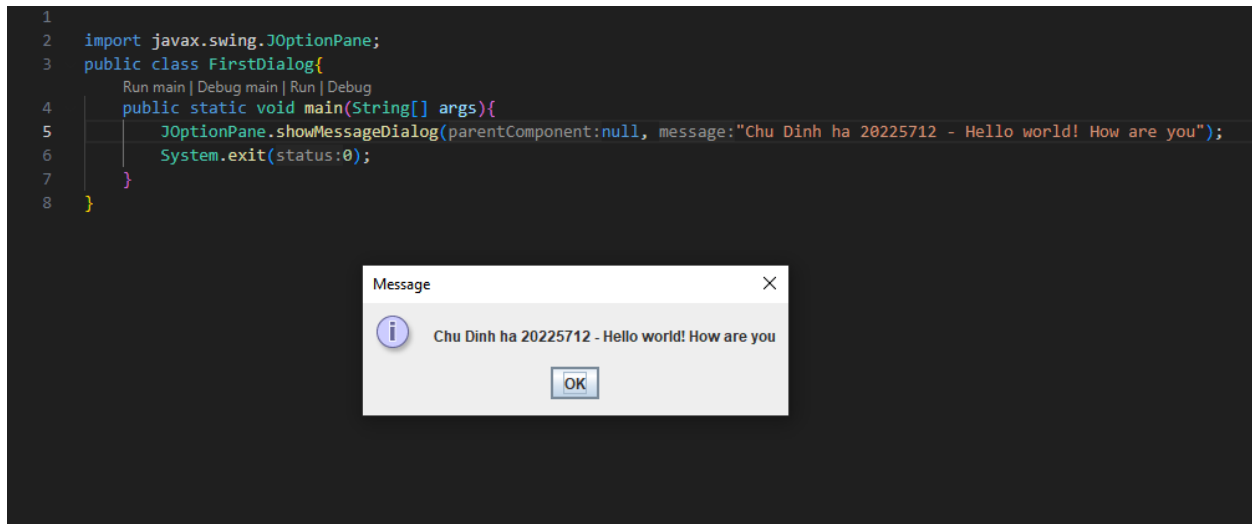 1
2 import javax.swing.JOptionPane;
3 public class FirstDialog{
Run main | Debug main | Run | Debug
4 public static void main(String[] args){
5 JOptionPane.showMessageDialog(parentComponent:null, message:"Chu Dinh ha 20225712 - Hello world! How are you");
6 System.exit(status:0);
7 }
8 }
Message
i Chu Dinh ha 20225712 - Hello world! How are you
OK